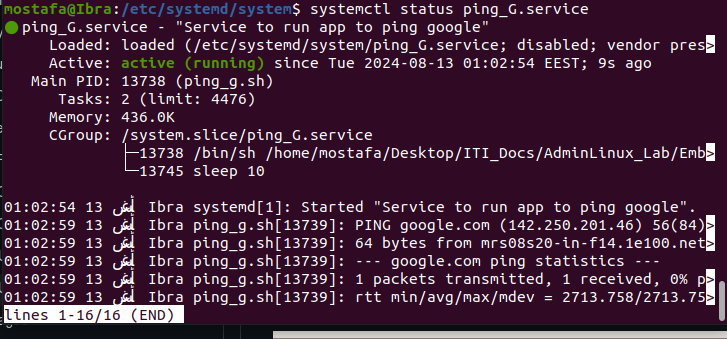 mostafa@Ibra:/etc/systemd/system$ systemctl status ping_G.service
● ping_G.service - "Service to run app to ping google"
Loaded: loaded (/etc/systemd/system/ping_G.service; disabled; vendor pres>
Active: active (running) since Tue 2024-08-13 01:02:54 EEST; 9s ago
Main PID: 13738 (ping_g.sh)
Tasks: 2 (limit: 4476)
Memory: 436.0K
CGroup: /system.slice/ping_G.service
├─13738 /bin/sh /home/mostafa/Desktop/ITI_Docs/AdminLinux_Lab/Emb>
└─13745 sleep 10
01:02:54 13 Ibra systemd[1]: Started "Service to run app to ping google".
01:02:59 13 Ibra ping_g.sh[13739]: PING google.com (142.250.201.46) 56(84)>
01:02:59 13 Ibra ping_g.sh[13739]: 64 bytes from mrs08s20-in-f14.1e100.net>
01:02:59 13 Ibra ping_g.sh[13739]: --- google.com ping statistics ---
01:02:59 13 Ibra ping_g.sh[13739]: 1 packets transmitted, 1 received, 0% p>
01:02:59 13 Ibra ping_g.sh[13739]: rtt min/avg/max/mdev = 2713.758/2713.75>
lines 1-16/16 (END)